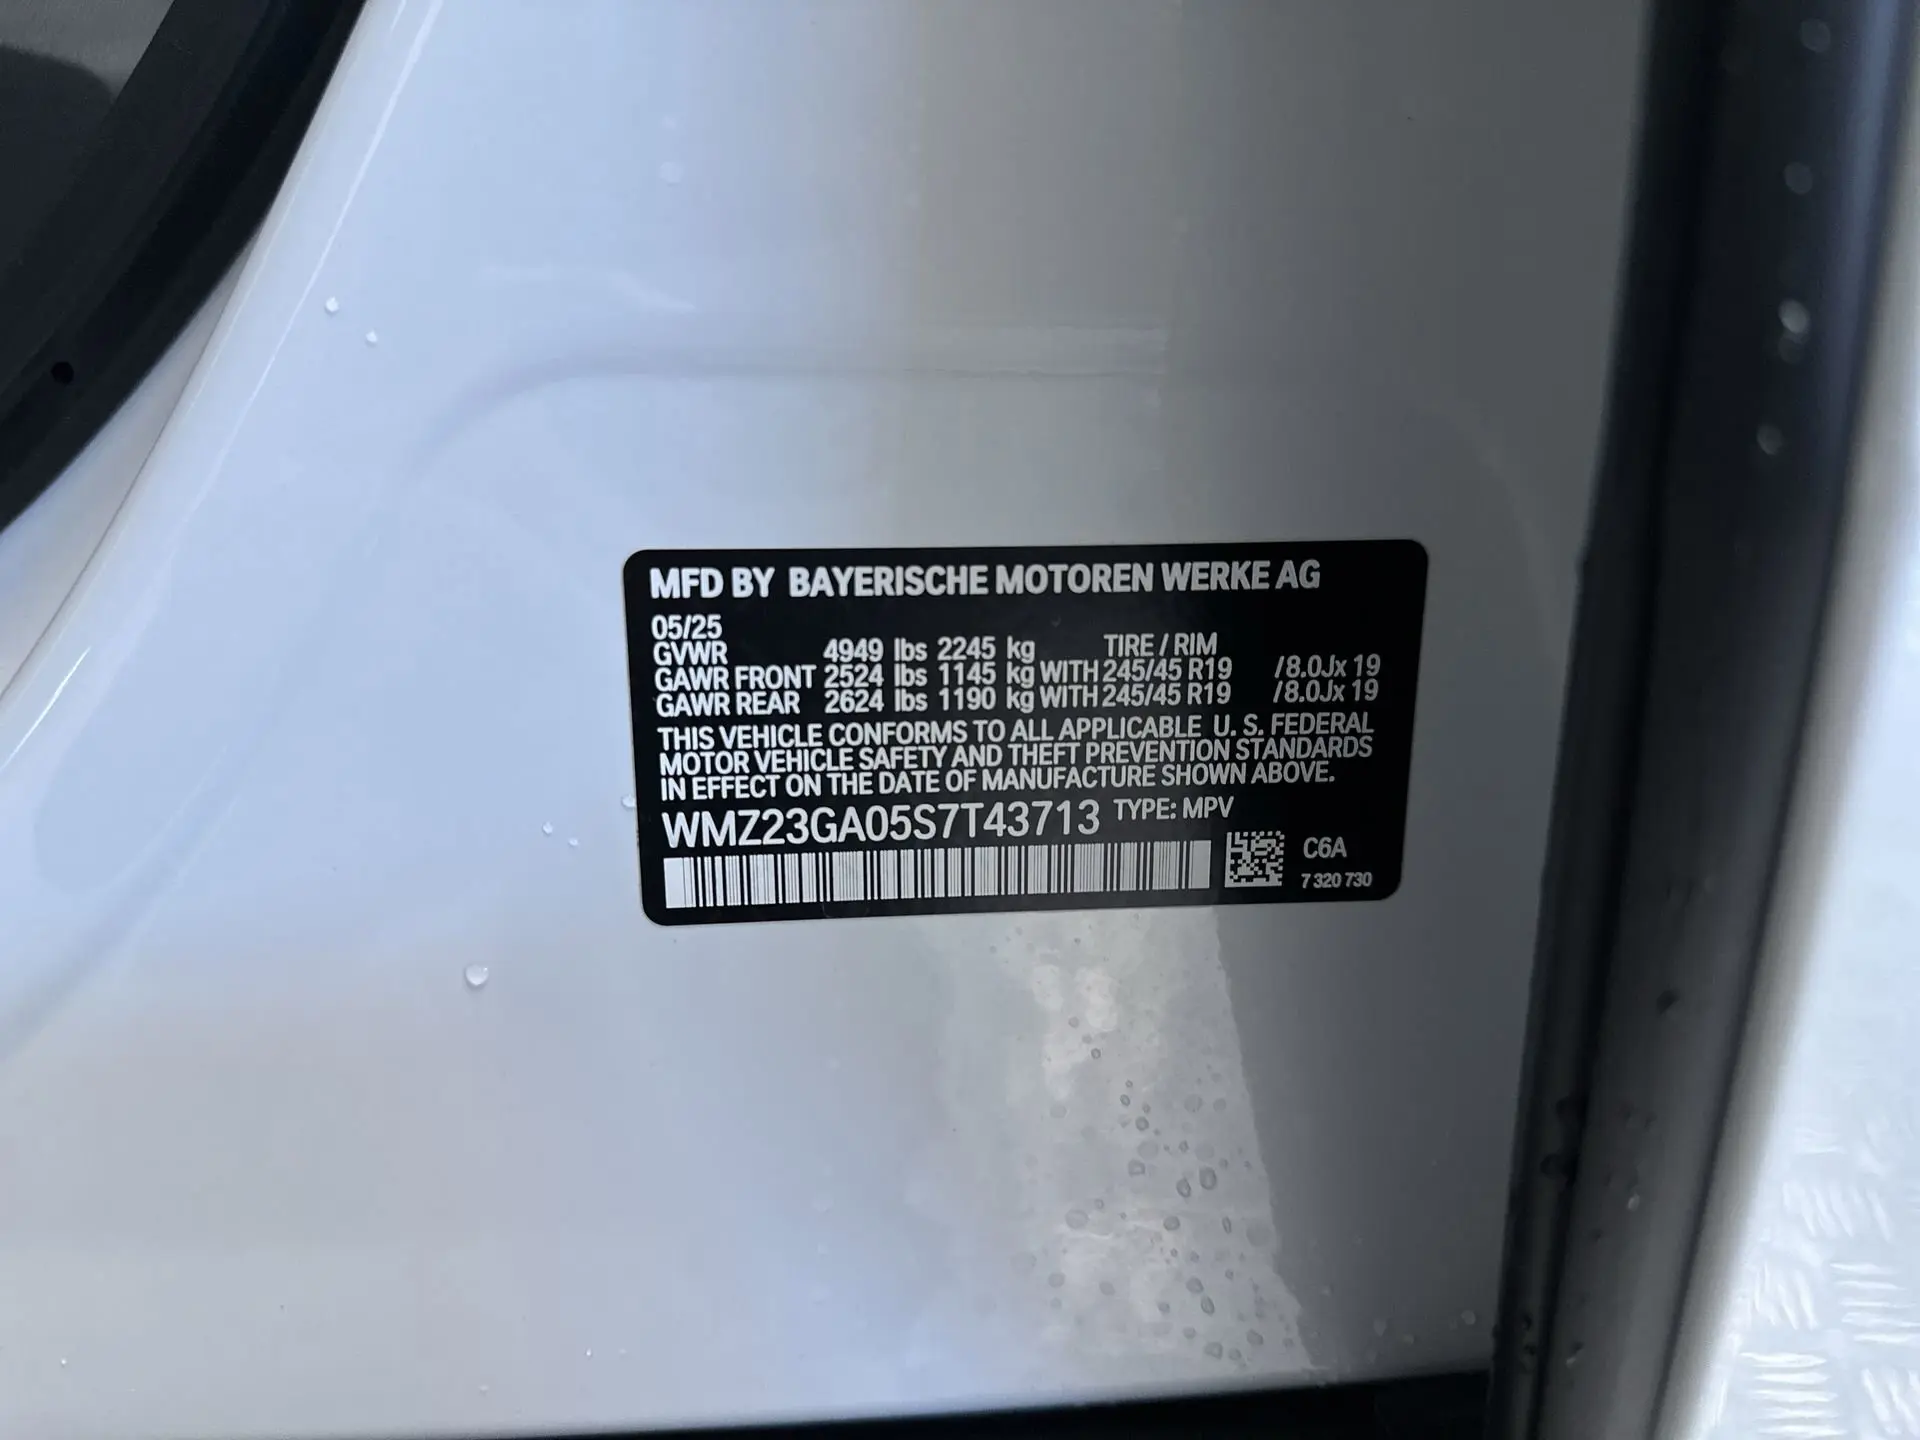 MFD BY BAYERISCHE MOTOREN WERKE AG
05/25
GVWR 4949 lbs 2245 kg TIRE / RIM
GAWR FRONT 2524 lbs 1145 kg WITH 245/45 R19 /8.0Jx 19
GAWR REAR 2624 lbs 1190 kg WITH 245/45 R19 /8.0Jx 19
THIS VEHICLE CONFORMS TO ALL APPLICABLE U. S. FEDERAL
MOTOR VEHICLE SAFETY AND THEFT PREVENTION STANDARDS
IN EFFECT ON THE DATE OF MANUFACTURE SHOWN ABOVE.
WMZ23GA05S7T43713 TYPE: MPV
C6A
7 320 730